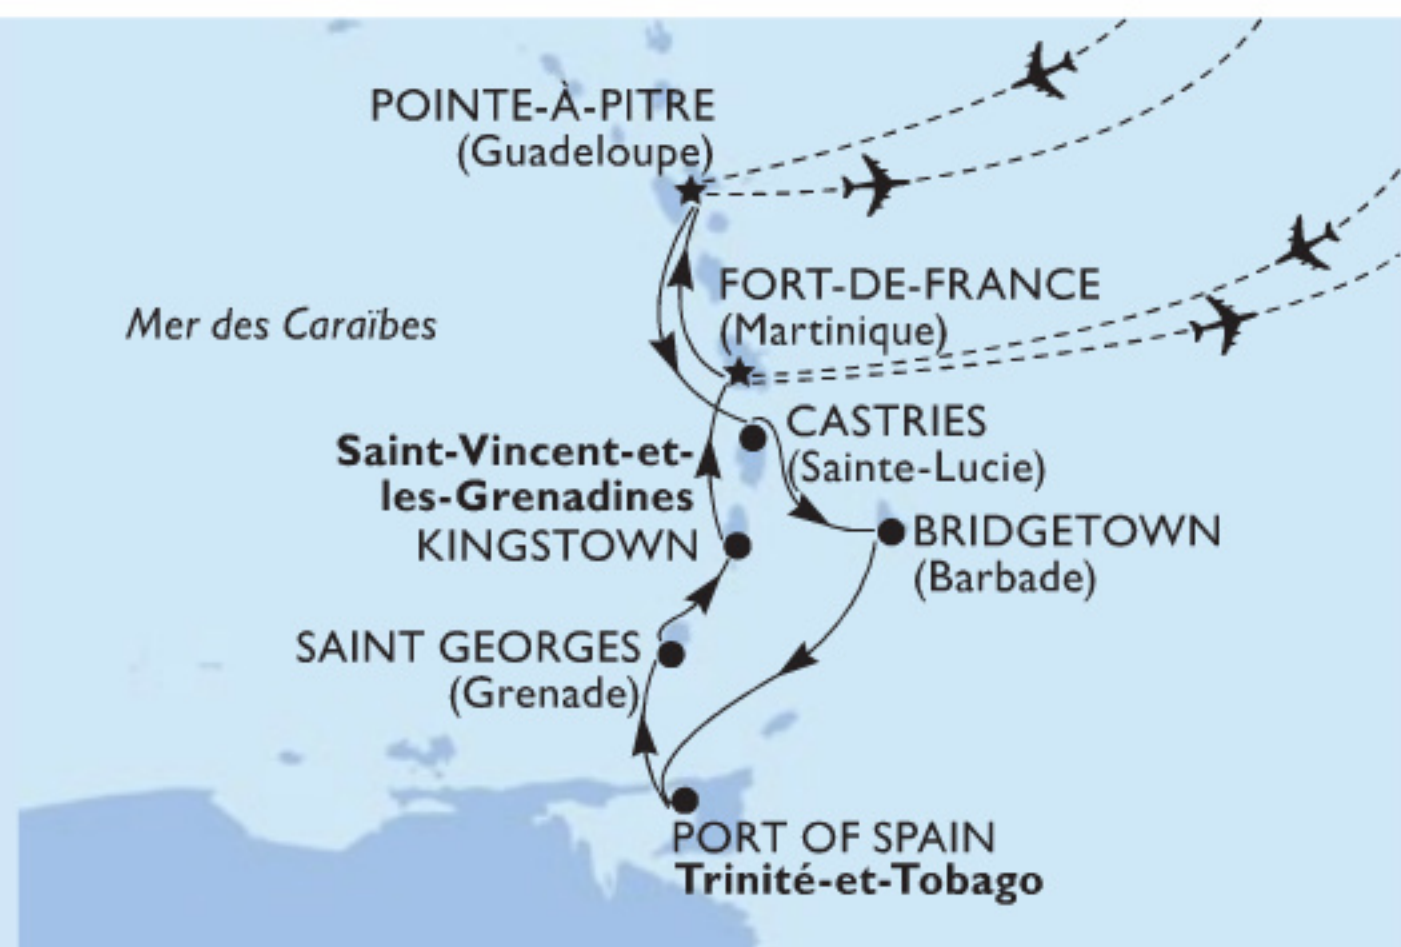 POINTE-À-PITRE
(Guadeloupe)
FORT-DE-FRANCE
(Martinique)
Mer des Caraïbes
CASTRIES
(Sainte-Lucie)
Saint-Vincent-et-
les-Grenadines
KINGSTOWN
BRIDGETOWN
(Barbade)
SAINT GEORGES
(Grenade)
PORT OF SPAIN
Trinité-et-Tobago